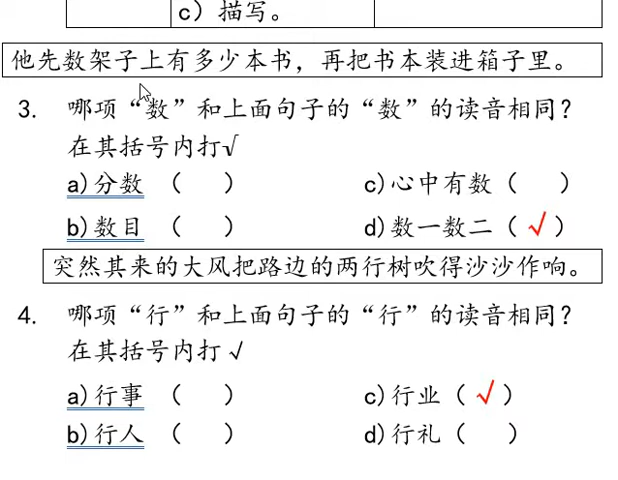 c）描写。
他先数架子上有多少本书，再把书本装进箱子里。
3. 哪项“数”和上面句子的“数”的读音相同？
在其括号内打√
a)分数 （ ） c)心中有数（ ）
b)数目 （ ） d)数一数二（ √ ）
突然其来的大风把路边的两行树吹得沙沙作响。
4. 哪项“行”和上面句子的“行”的读音相同？
在其括号内打 √
a)行事 （ ） c)行业（ √ ）
b)行人 （ ） d)行礼（ ）